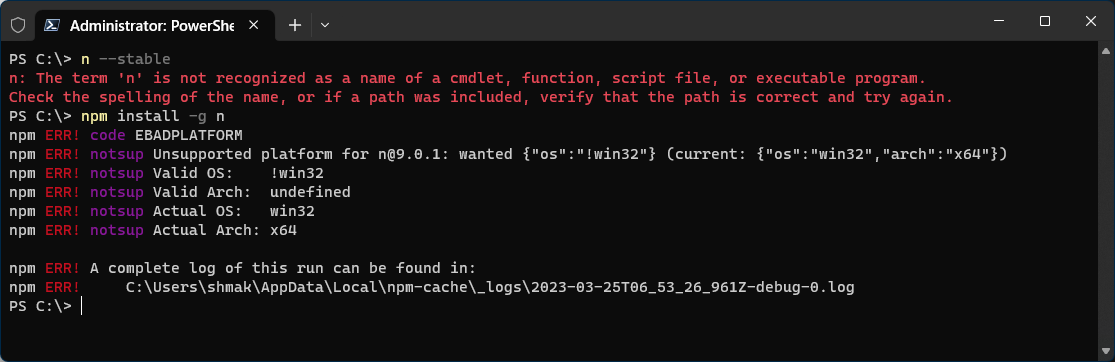 Administrator: PowerShe
PS C:\> n --stable
n: The term 'n' is not recognized as a name of a cmdlet, function, script file, or executable program.
Check the spelling of the name, or if a path was included, verify that the path is correct and try again.
PS C:\> npm install -g n
npm ERR! code EBADPLATFORM
npm ERR! notsup Unsupported platform for n@9.0.1: wanted {"os":"!win32"} (current: {"os":"win32","arch":"x64"})
npm ERR! notsup Valid OS:    !win32
npm ERR! notsup Valid Arch:  undefined
npm ERR! notsup Actual OS:   win32
npm ERR! notsup Actual Arch: x64
npm ERR! A complete log of this run can be found in:
npm ERR!     C:\Users\shmak\AppData\Local\npm-cache\_logs\2023-03-25T06_53_26_961Z-debug-0.log
PS C:\>